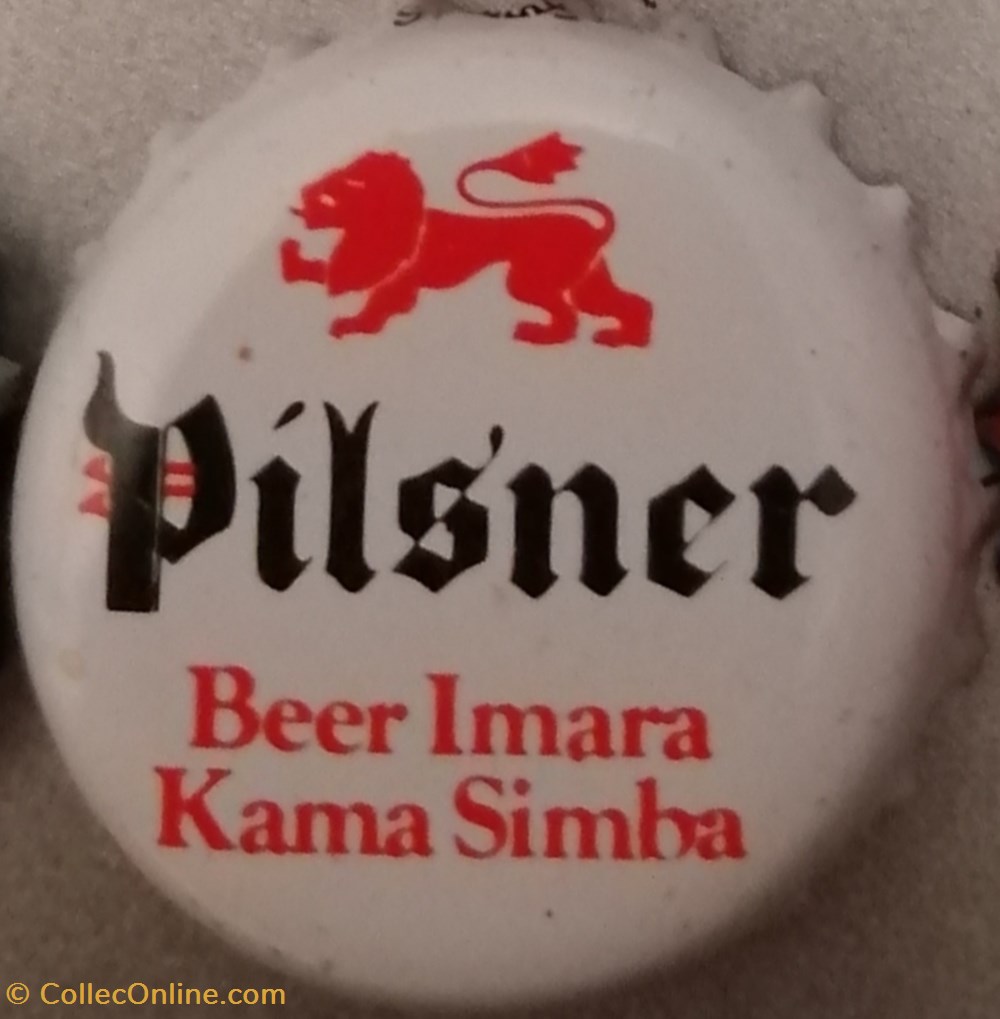 Pilsner
Beer Imara
Kama Simba
© CollecOnline.com